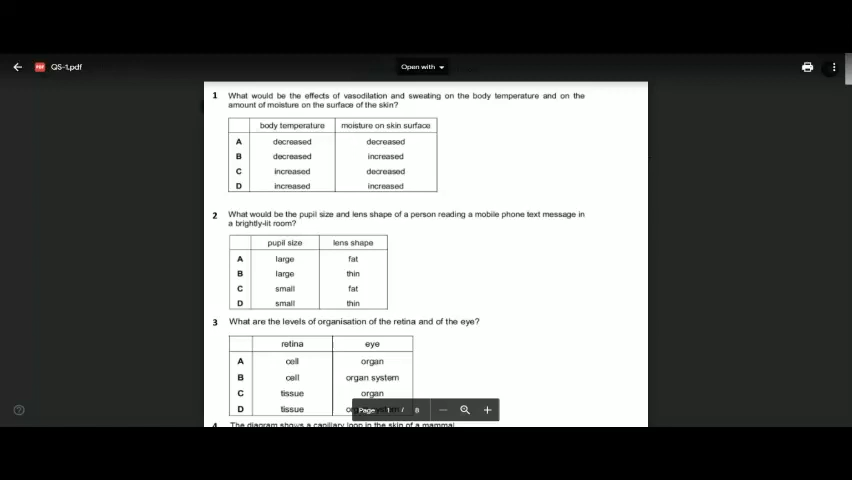 QS-1.pdf
Open with
1 What would be the effects of vasodilation and sweating on the body temperature and on the
amount of moisture on the surface of the skin?
body temperature moisture on skin surface
A decreased decreased
B decreased increased
C increased decreased
D increased increased
2 What would be the pupil size and lens shape of a person reading a mobile phone text message in
a brightly-lit room?
pupil size lens shape
A large fat
B large thin
C small fat
D small thin
3 What are the levels of organisation of the retina and of the eye?
retina eye
A cell organ
B cell organ system
C tissue organ
D tissue
Page 1 / 8
4 The diagram shows a capillary loop in the skin of a mammal.